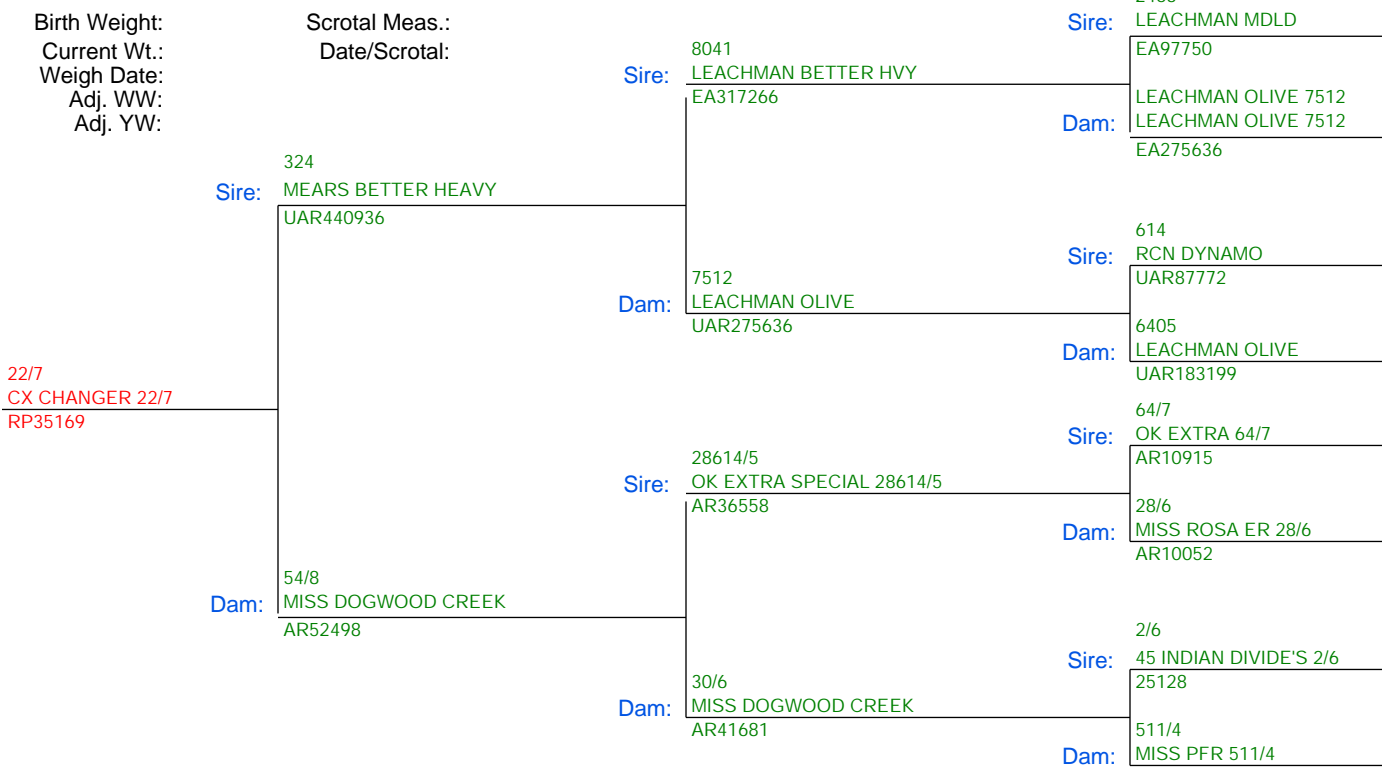 Birth Weight:
Current Wt.:
Weigh Date:
Adj. WW:
Adj. YW:
Scrotal Meas.:
Date/Scrotal:
22/7
CX CHANGER 22/7
RP35169
324
Sire: MEARS BETTER HEAVY
UAR440936
54/8
Dam: MISS DOGWOOD CREEK
AR52498
8041
Sire: LEACHMAN BETTER HVY
EA317266
7512
Dam: LEACHMAN OLIVE
UAR275636
28614/5
Sire: OK EXTRA SPECIAL 28614/5
AR36558
30/6
Dam: MISS DOGWOOD CREEK
AR41681
Sire: LEACHMAN MDLD
EA97750
LEACHMAN OLIVE 7512
Dam: LEACHMAN OLIVE 7512
EA275636
614
Sire: RCN DYNAMO
UAR87772
6405
Dam: LEACHMAN OLIVE
UAR183199
64/7
Sire: OK EXTRA 64/7
AR10915
28/6
Dam: MISS ROSA ER 28/6
AR10052
2/6
Sire: 45 INDIAN DIVIDE'S 2/6
25128
511/4
Dam: MISS PFR 511/4